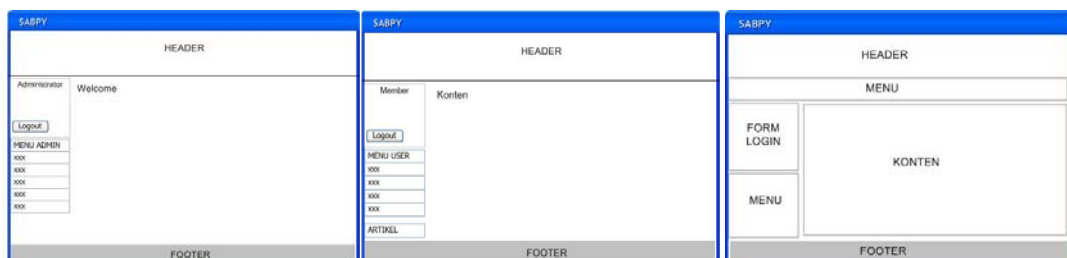 SABPY
HEADER
Administrator
Welcome
Logout
MENU ADMIN
xxx
xxx
xxx
xxx
xxx
FOOTER
SABPY
HEADER
Member
Konten
Logout
MENU USER
xxx
xxx
xxx
xxx
ARTIKEL
FOOTER
SABPY
HEADER
MENU
FORM
LOGIN
KONTEN
MENU
FOOTER